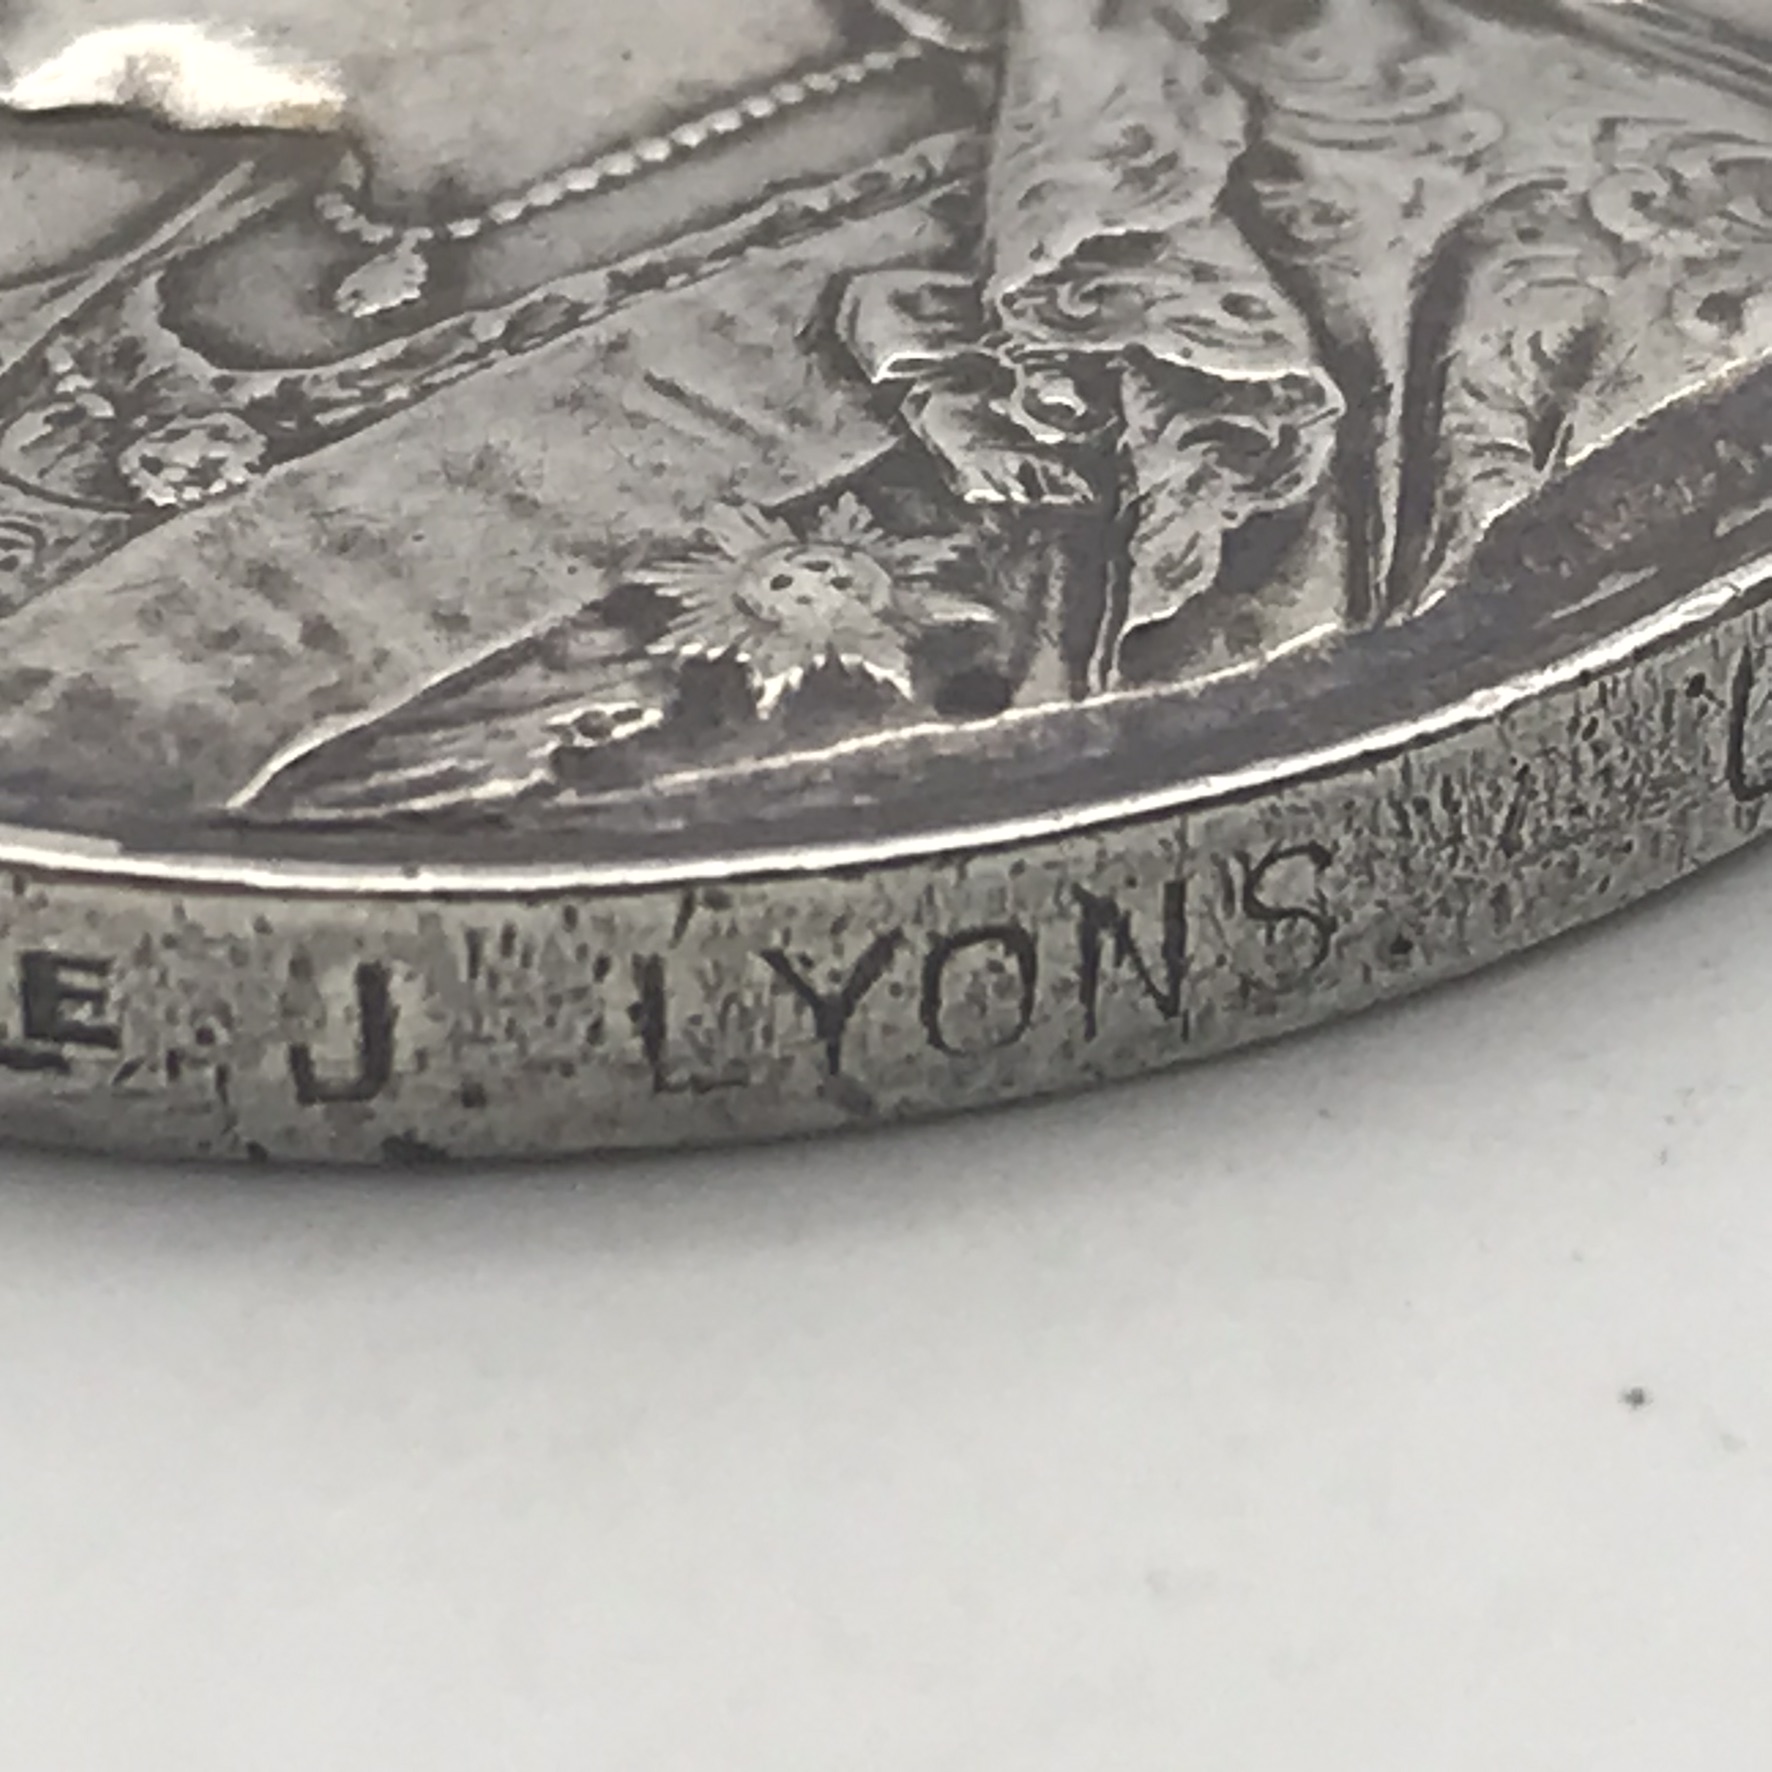 E. J. LYONS.